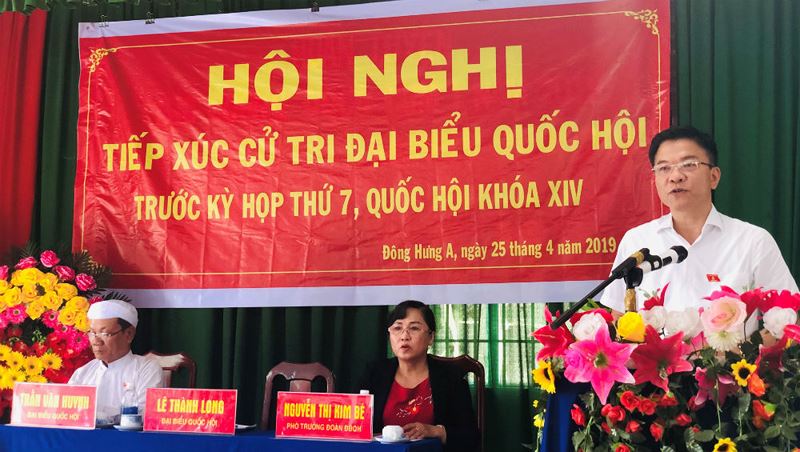 HỘI NGHỊ
TIẾP XÚC CỬ TRI ĐẠI BIỂU QUỐC HỘI
TRƯỚC KỲ HỌP THỨ 7, QUỐC HỘI KHÓA XIV
Đông Hưng A, ngày 25 tháng 4 năm 2019
TRẦN VĂN HUYNH
ĐẠI BIỂU QUỐC HỘI
LÊ THÀNH LONG
ĐẠI BIỂU QUỐC HỘI
NGUYỄN THỊ KIM BÉ
PHÓ TRƯỞNG ĐOÀN ĐBQH